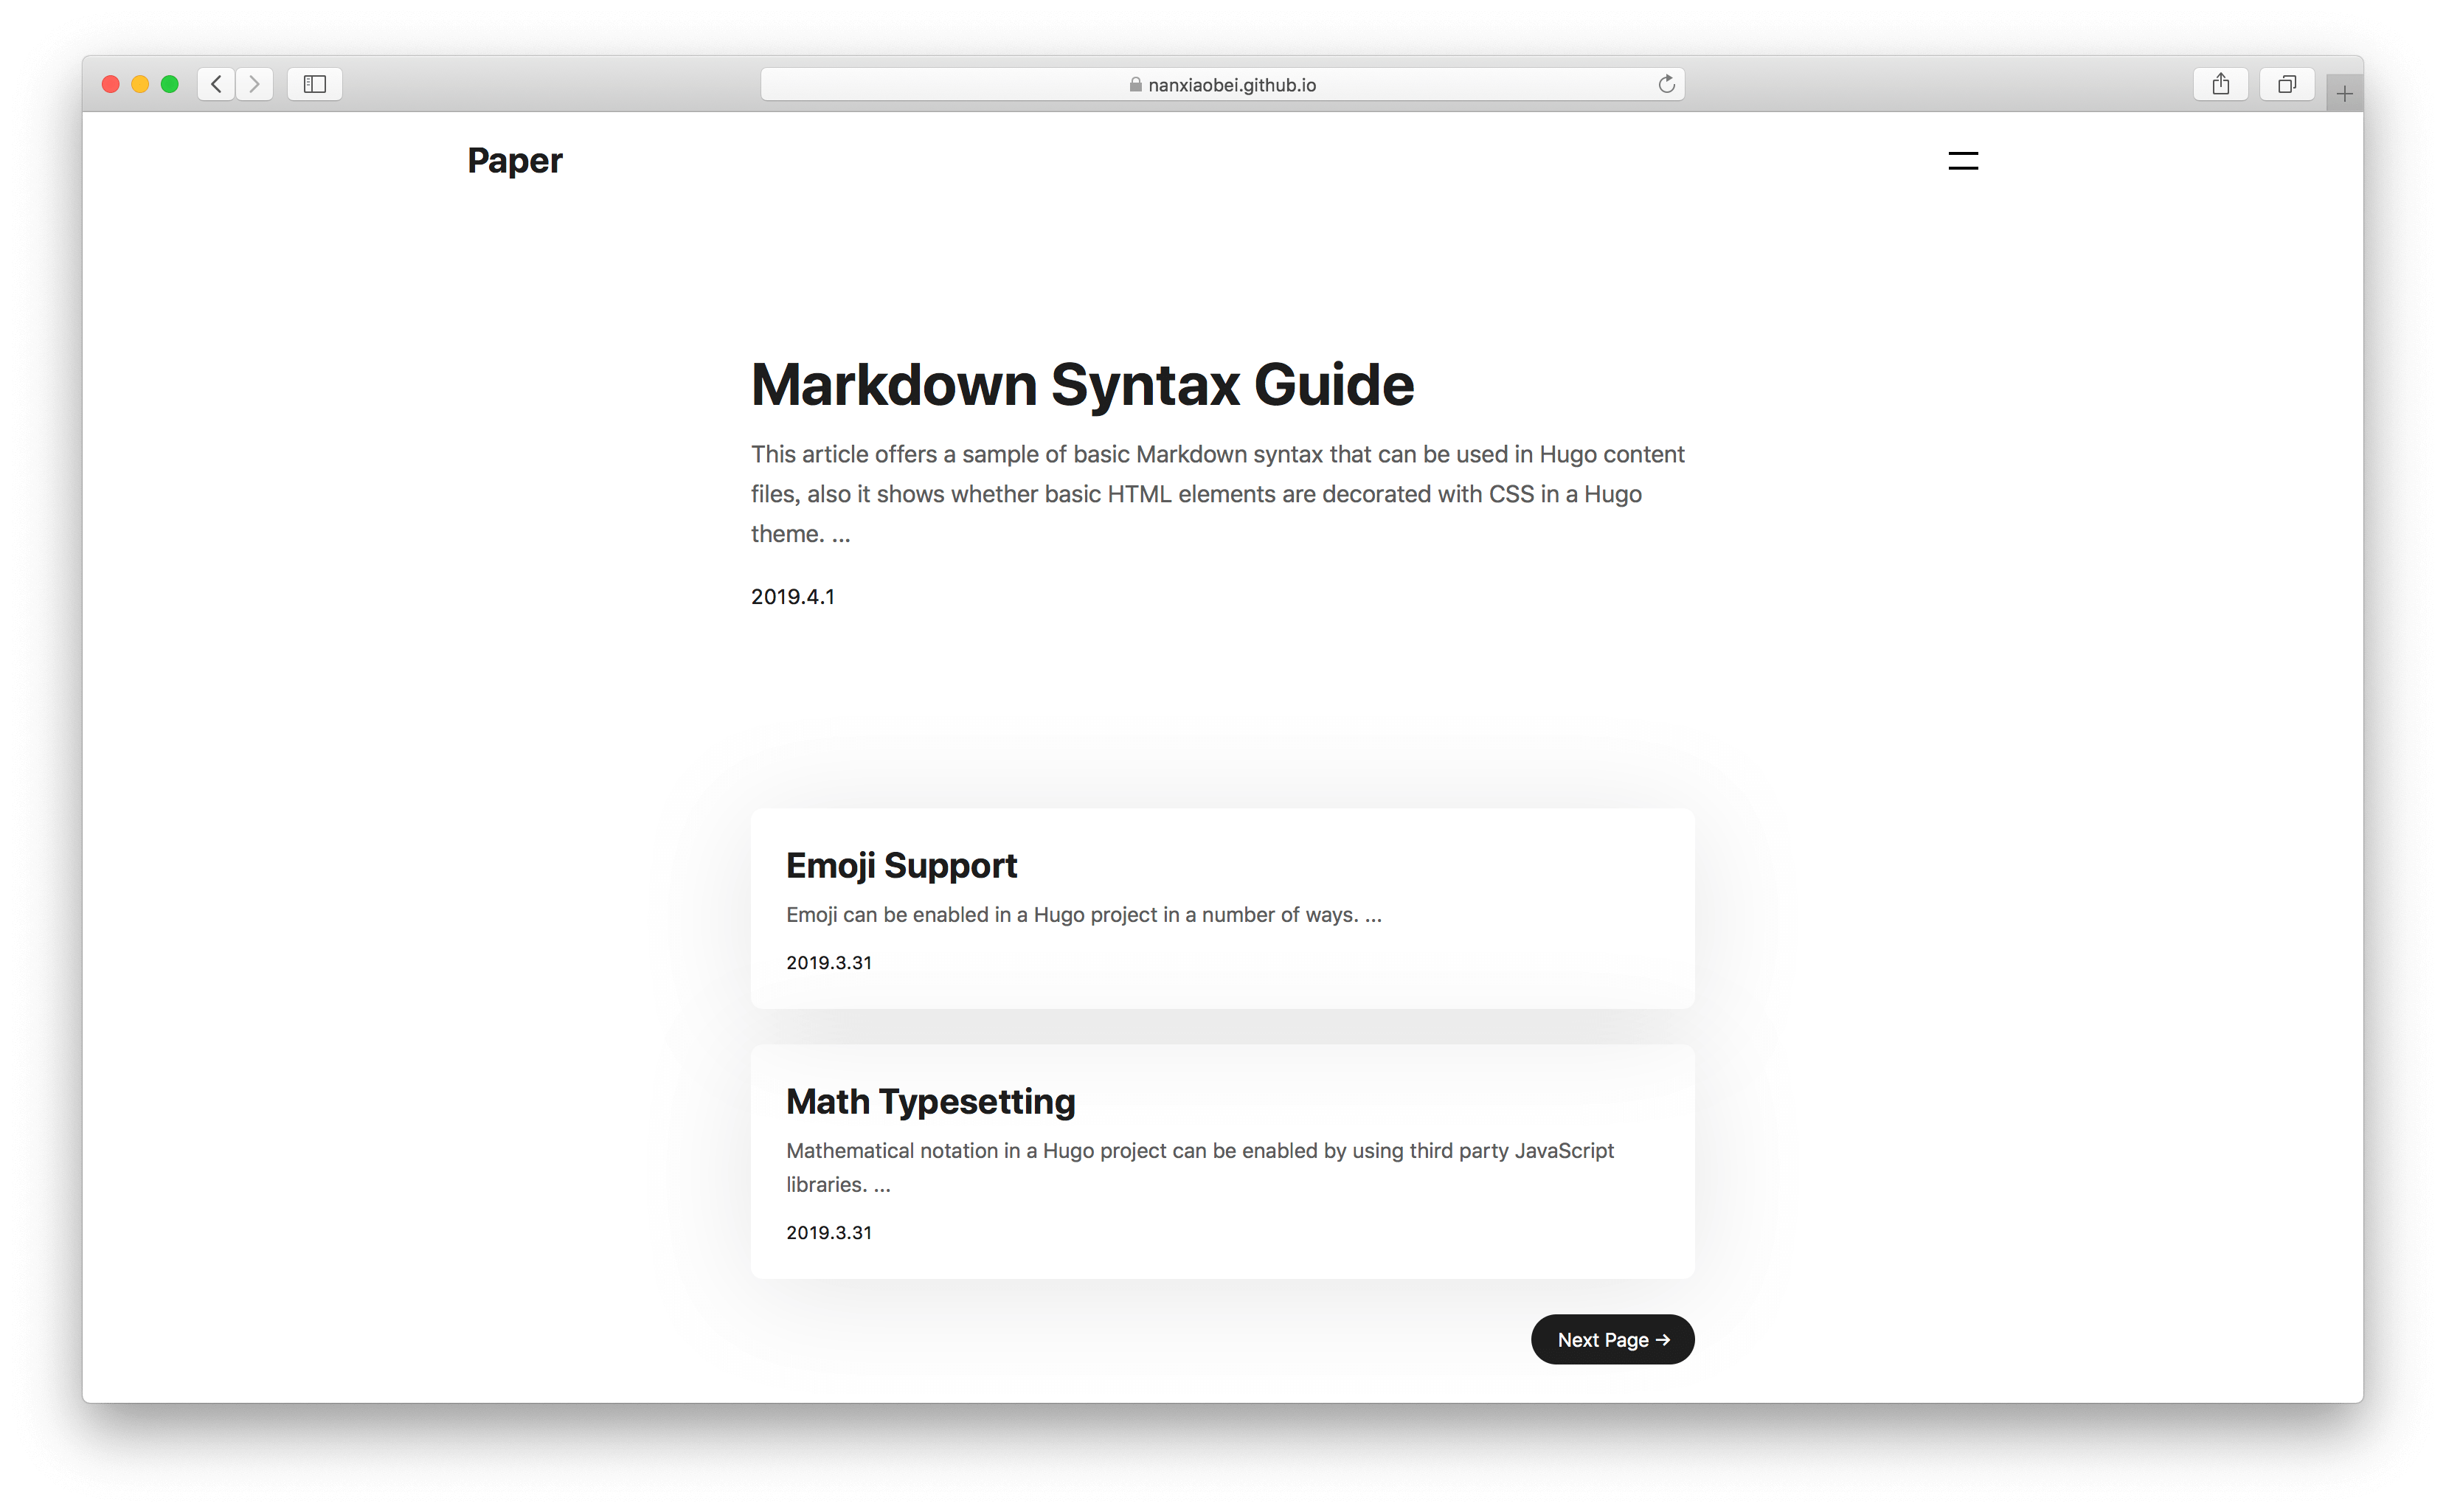 nanxiaobei.github.io
Paper
Markdown Syntax Guide
This article offers a sample of basic Markdown syntax that can be used in Hugo content
files, also it shows whether basic HTML elements are decorated with CSS in a Hugo
theme. ...
2019.4.1
Emoji Support
Emoji can be enabled in a Hugo project in a number of ways. ...
2019.3.31
Math Typesetting
Mathematical notation in a Hugo project can be enabled by using third party JavaScript
libraries. ...
2019.3.31
Next Page →